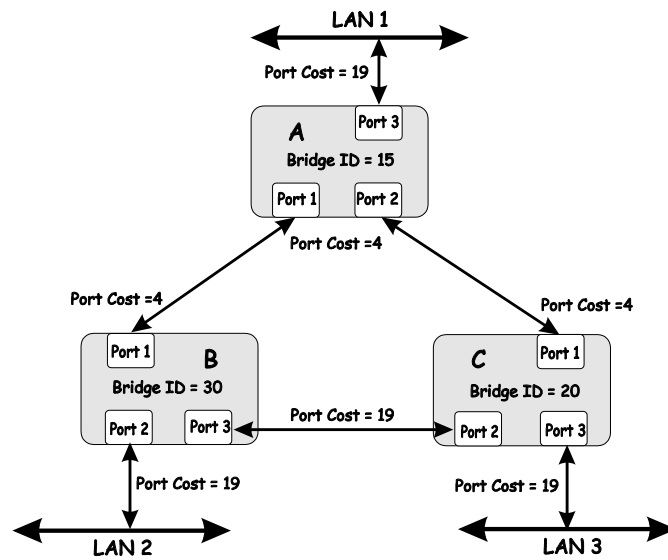 LAN 1
Port Cost = 19
Port 3
A
Bridge ID = 15
Port 1
Port 2
Port Cost =4
Port Cost =4
Port Cost =4
Port 1
B
Bridge ID = 30
Port 2
Port 3
Port Cost = 19
C
Port 1
Bridge ID = 20
Port 2
Port 3
Port Cost = 19
Port Cost = 19
LAN 2
LAN 3